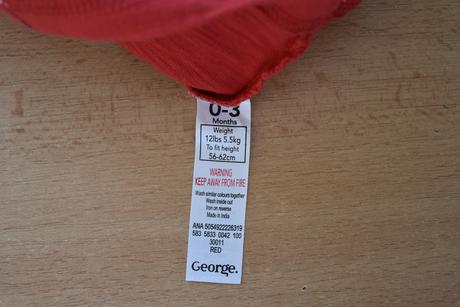 0-3
Months
Weight
12lbs 5.5kg
To fit height
56-62cm
WARNING
KEEP AWAY FROM FIRE
Wash similar colours together
Wash inside out
Iron on reverse
Made in India
ANA 5054922226319
583 5833 0042 100
30011
RED
George.